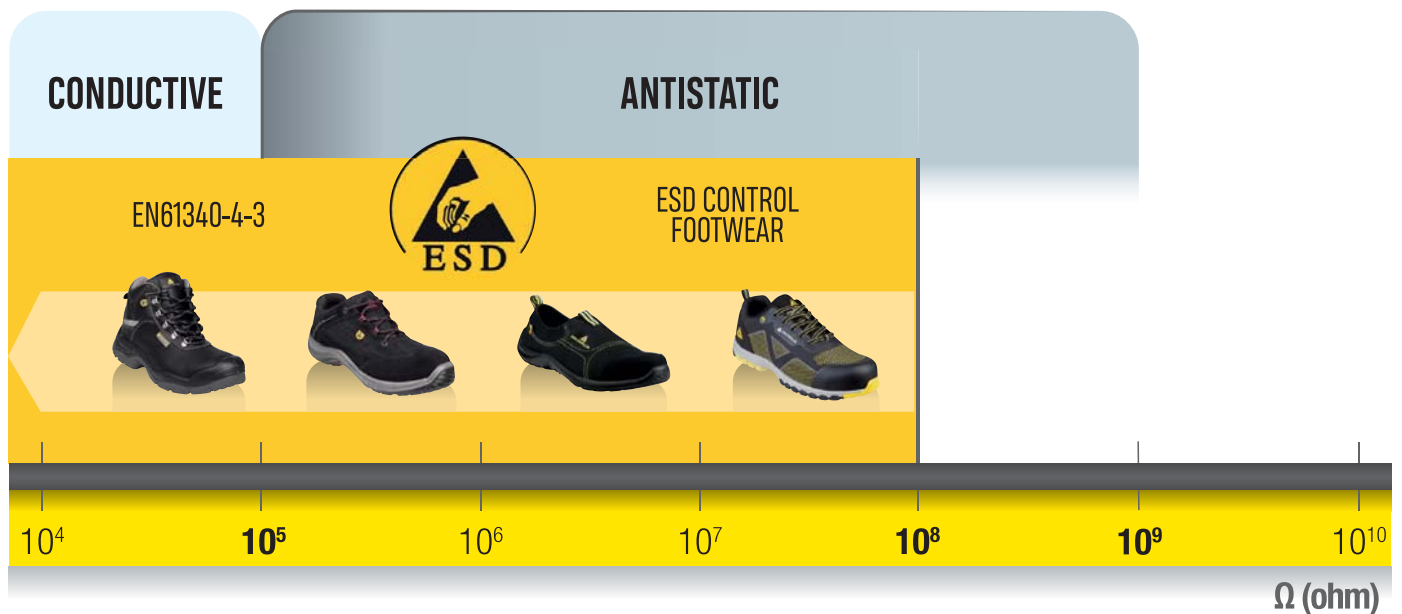 CONDUCTIVE
ANTISTATIC
EN61340-4-3
ESD
ESD CONTROL
FOOTWEAR
10⁴
10⁵
10⁶
10⁷
10⁸
10⁹
10¹⁰
Ω (ohm)